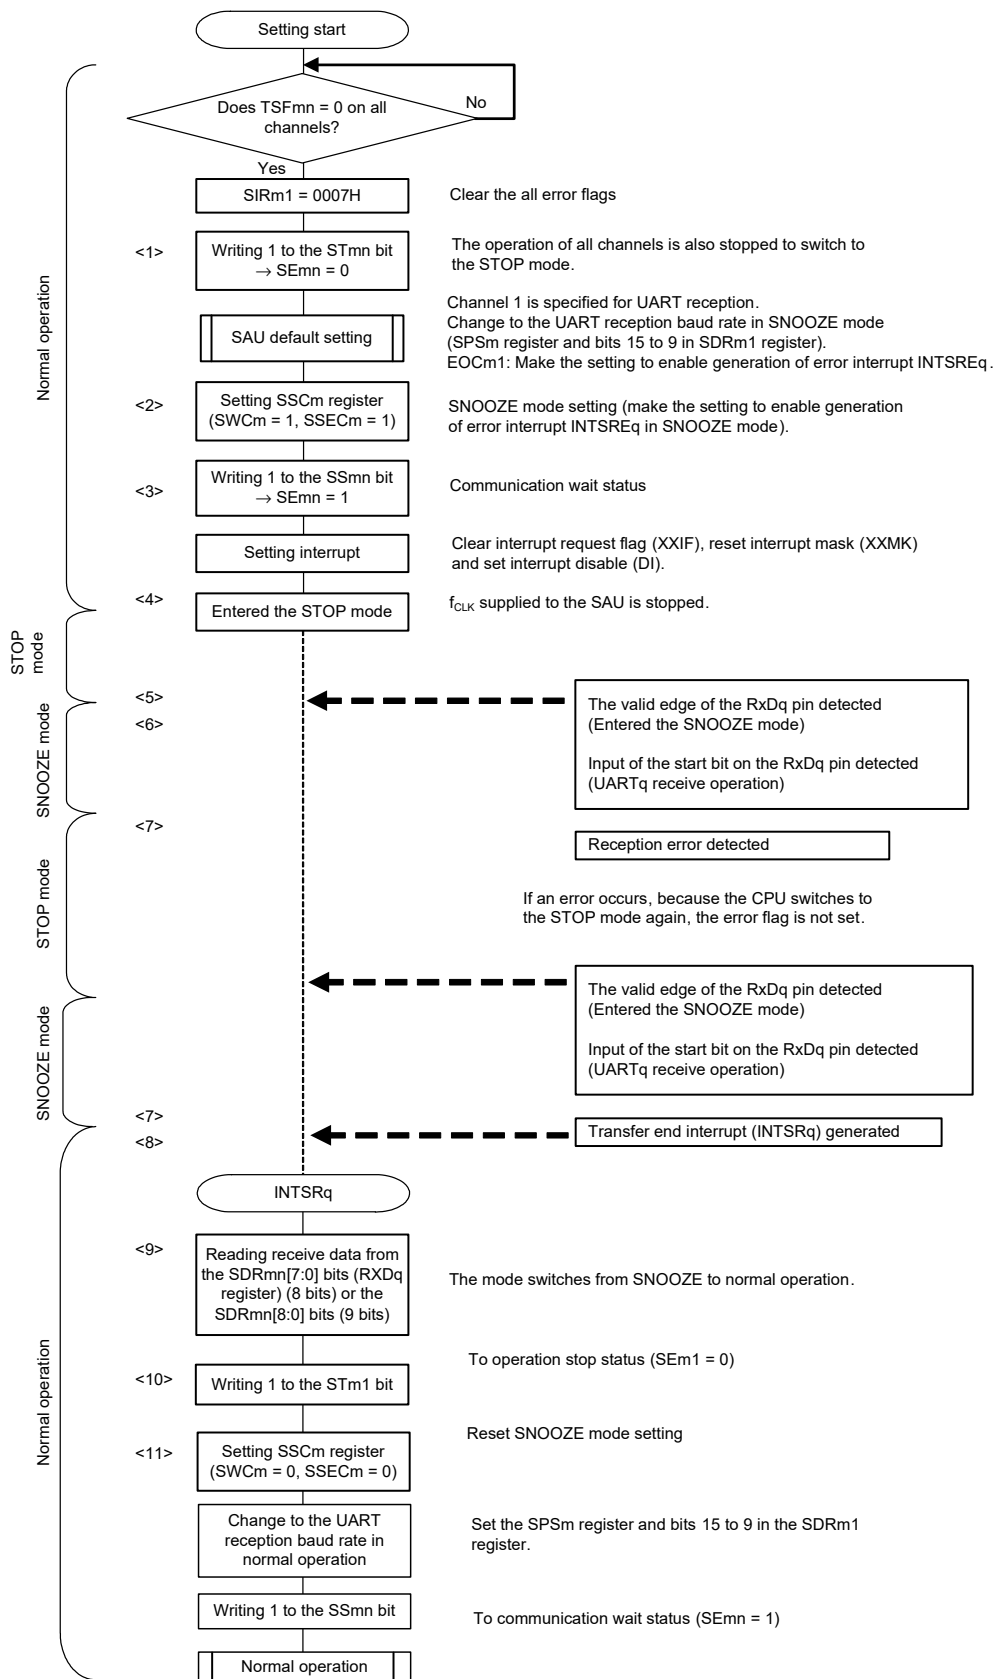 Setting start
Does TSFmn = 0 on all
channels?
No
Yes
SIRm1 = 0007H
Clear the all error flags
<1>
Writing 1 to the STmn bit
→ SEmn = 0
The operation of all channels is also stopped to switch to
the STOP mode.
SAU default setting
Channel 1 is specified for UART reception.
Change to the UART reception baud rate in SNOOZE mode
(SPSm register and bits 15 to 9 in SDRm1 register).
EOCm1: Make the setting to enable generation of error interrupt INTSREq.
Normal operation
<2>
Setting SSCm register
(SWCm = 1, SSECm = 1)
SNOOZE mode setting (make the setting to enable generation
of error interrupt INTSREq in SNOOZE mode).
<3>
Writing 1 to the SSmn bit
→ SEmn = 1
Communication wait status
Setting interrupt
Clear interrupt request flag (XXIF), reset interrupt mask (XXMK)
and set interrupt disable (DI).
<4>
Entered the STOP mode
fCLK supplied to the SAU is stopped.
STOP
mode
<5>
<6>
The valid edge of the RxDq pin detected
(Entered the SNOOZE mode)
Input of the start bit on the RxDq pin detected
(UARTq receive operation)
SNOOZE mode
<7>
Reception error detected
If an error occurs, because the CPU switches to
the STOP mode again, the error flag is not set.
STOP mode
The valid edge of the RxDq pin detected
(Entered the SNOOZE mode)
Input of the start bit on the RxDq pin detected
(UARTq receive operation)
SNOOZE mode
<7>
<8>
Transfer end interrupt (INTSRq) generated
INTSRq
<9>
Reading receive data from
the SDRmn[7:0] bits (RXDq
register) (8 bits) or the
SDRmn[8:0] bits (9 bits)
The mode switches from SNOOZE to normal operation.
<10>
Writing 1 to the STm1 bit
To operation stop status (SEm1 = 0)
Normal operation
<11>
Setting SSCm register
(SWCm = 0, SSECm = 0)
Reset SNOOZE mode setting
Change to the UART
reception baud rate in
normal operation
Set the SPSm register and bits 15 to 9 in the SDRm1
register.
Writing 1 to the SSmn bit
To communication wait status (SEmn = 1)
Normal operation